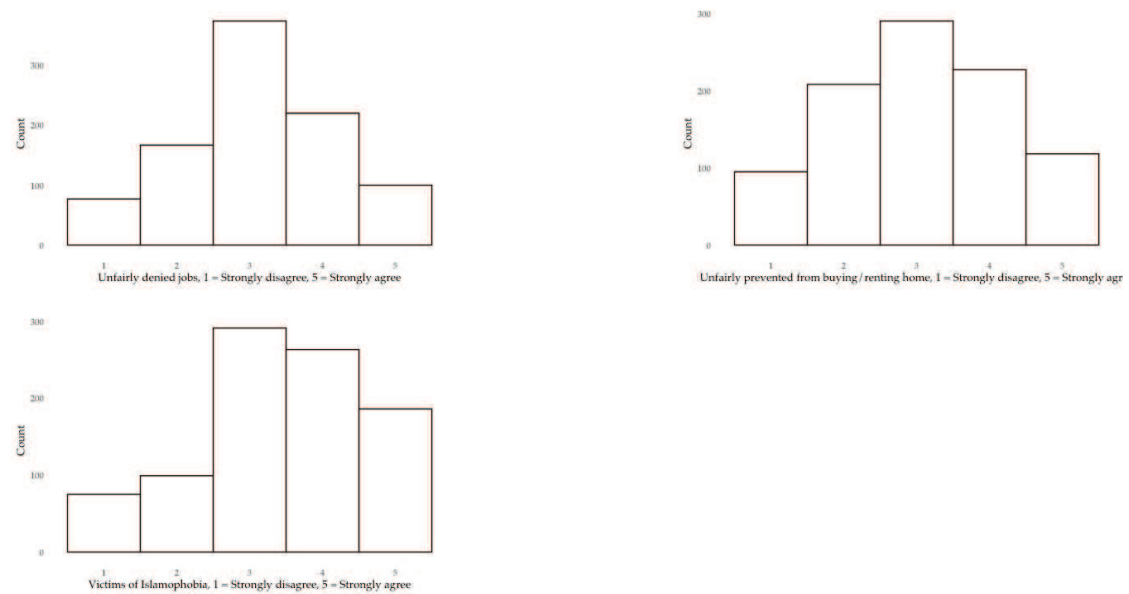 300
200
100
0
Count
1 2 3 4 5
Unfairly denied jobs, 1 = Strongly disagree, 5 = Strongly agree
300
200
100
0
Count
1 2 3 4 5
Unfairly prevented from buying/renting home, 1 = Strongly disagree, 5 = Strongly agr
300
200
100
0
Count
1 2 3 4 5
Victims of Islamophobia, 1 = Strongly disagree, 5 = Strongly agree